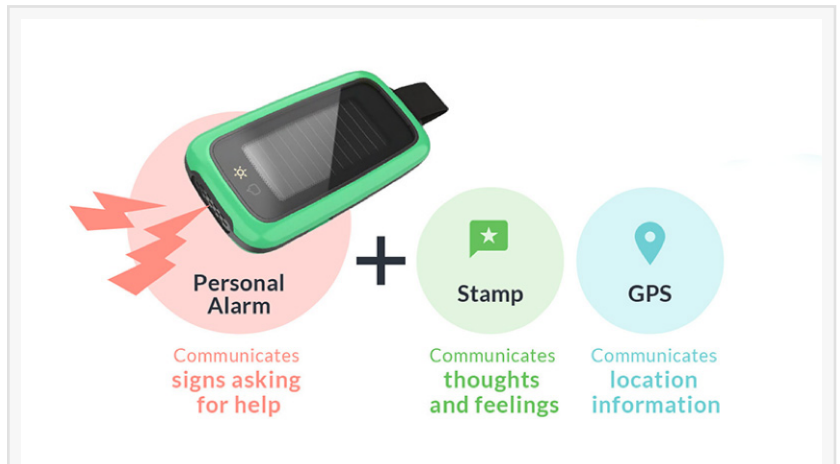 Personal
Alarm
Communicates
signs asking
for help
+
Stamp
Communicates
thoughts
and feelings
GPS
Communicates
location
information